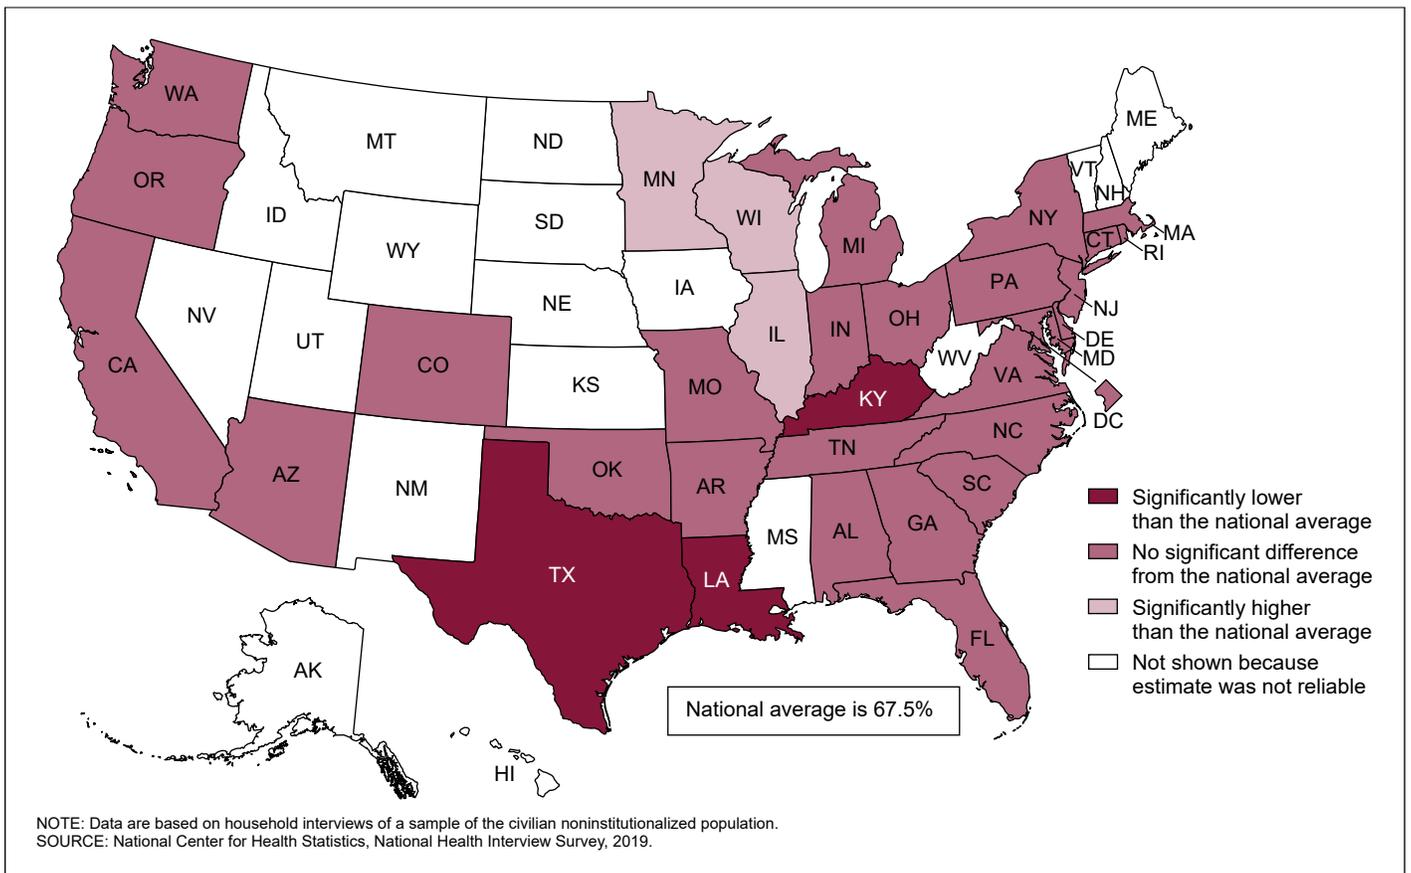 WA
MT
ND
ME
OR
MN
VT
NH
ID
SD
WI
NY
MA
WY
MI
CT
RI
IA
PA
NE
NV
NJ
UT
IL
IN
OH
DE
MD
CA
CO
WV
VA
KS
MO
KY
DC
NC
TN
AZ
OK
NM
AR
SC
MS
AL
GA
TX
LA
FL
AK
HI
Significantly lower
than the national average
No significant difference
from the national average
Significantly higher
than the national average
Not shown because
estimate was not reliable
National average is 67.5%
NOTE: Data are based on household interviews of a sample of the civilian noninstitutionalized population.
SOURCE: National Center for Health Statistics, National Health Interview Survey, 2019.